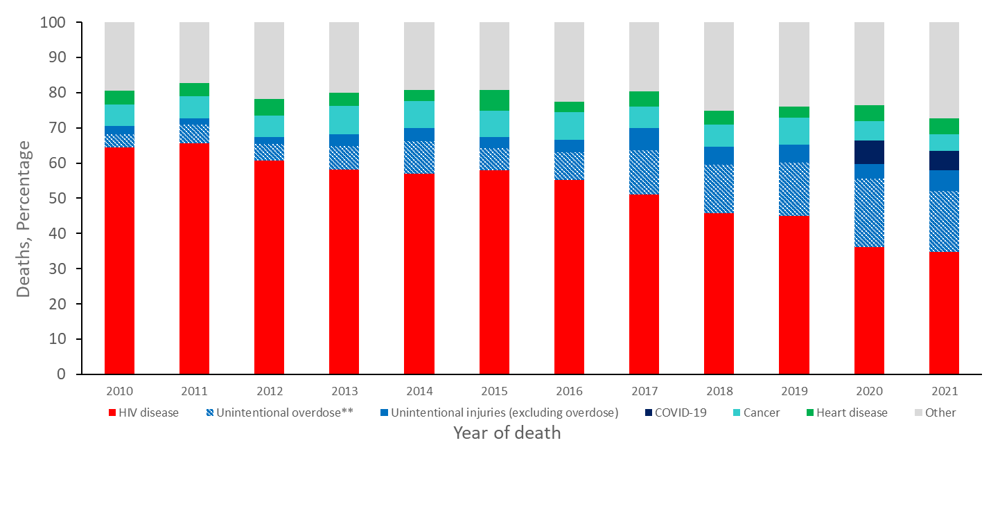 100
90
80
70
60
50
40
30
20
10
0
Deaths, Percentage
2010 2011 2012 2013 2014 2015 2016 2017 2018 2019 2020 2021
HIV disease Unintentional overdose** Unintentional injuries (excluding overdose) COVID-19 Cancer Heart disease Other
Year of death